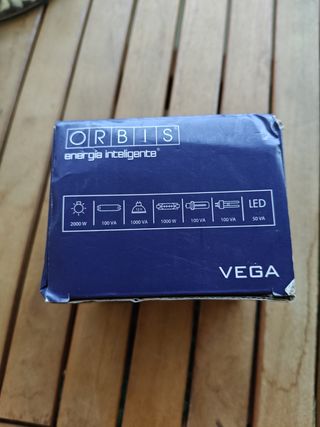 ORBIS
energía inteligente®
2000 W 100 VA 1000 VA 1000 W 100 VA 100 VA LED 50 VA
VEGA